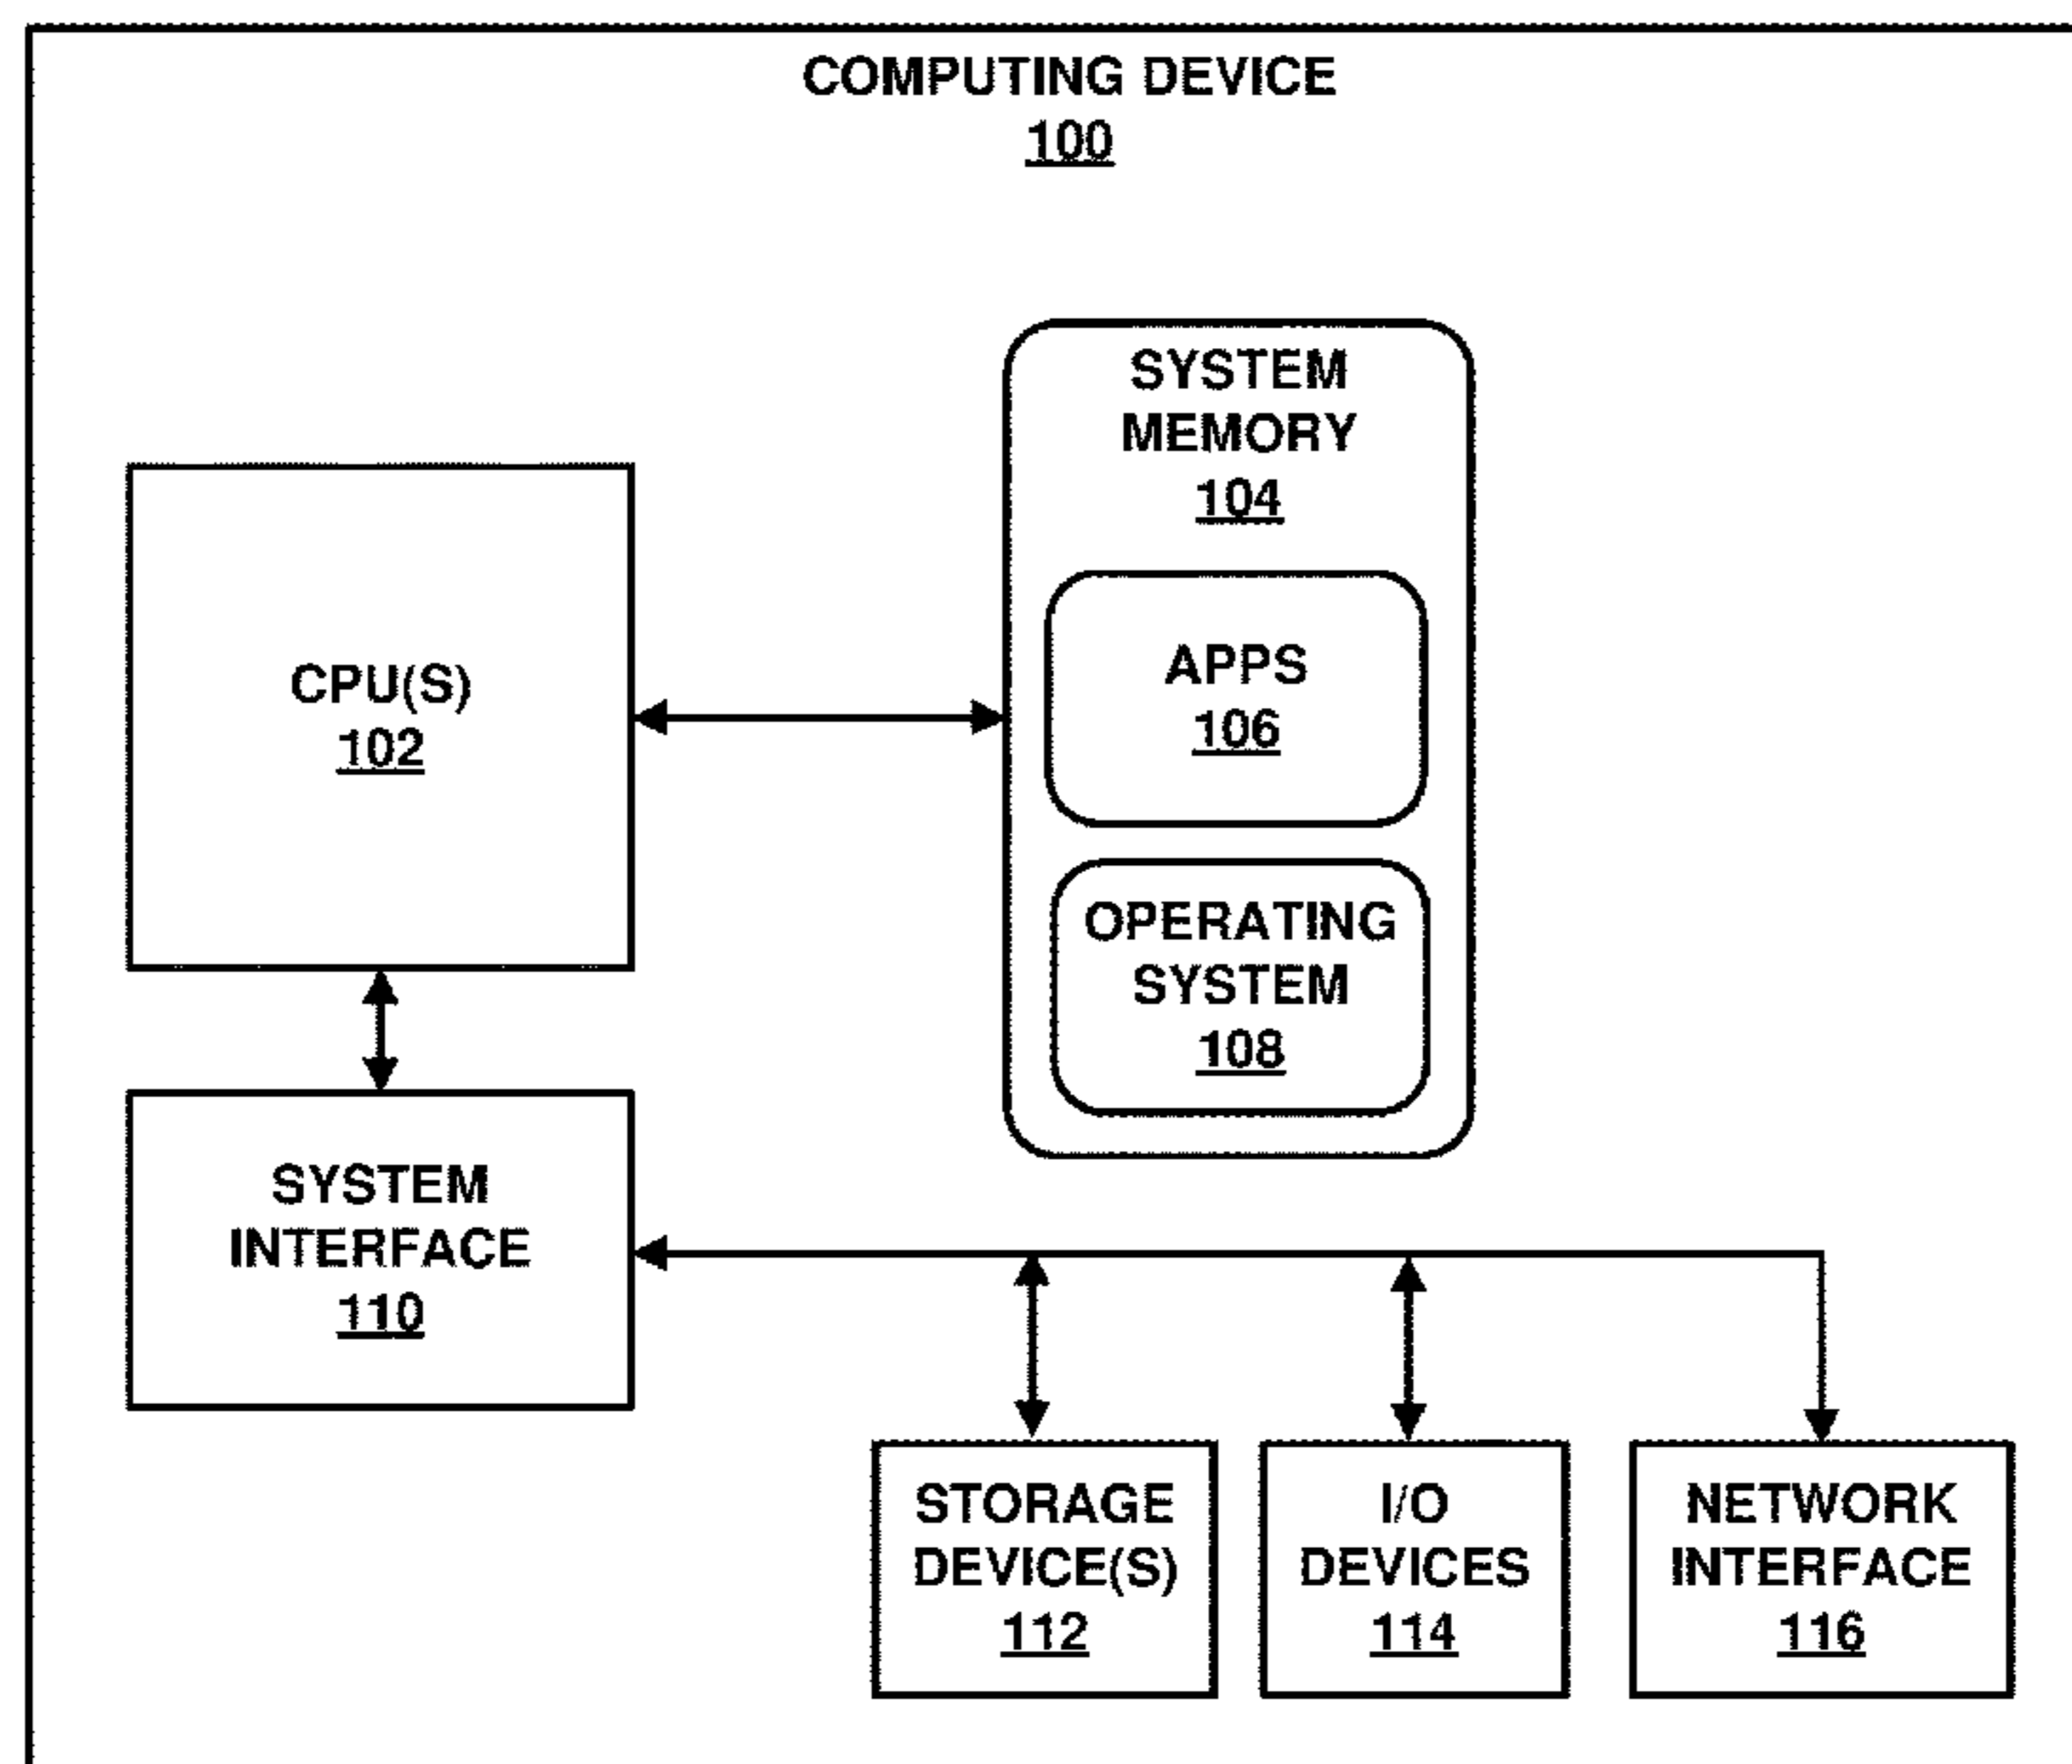 COMPUTING DEVICE
100
SYSTEM
MEMORY
104
CPU(S)
102
APPS
106
OPERATING
SYSTEM
108
SYSTEM
INTERFACE
110
STORAGE
DEVICE(S)
112
I/O
DEVICES
114
NETWORK
INTERFACE
116